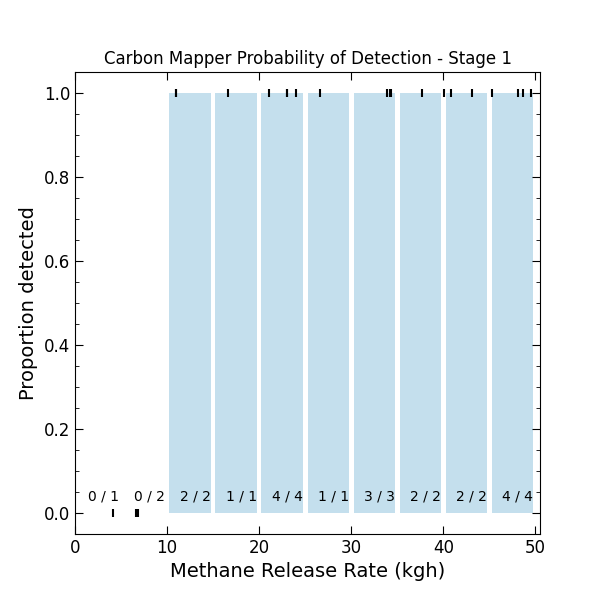 Carbon Mapper Probability of Detection - Stage 1
1.0
0.8
0.6
0.4
0.2
0.0
Proportion detected
0 / 1 0 / 2 2 / 2 1 / 1 4 / 4 1 / 1 3 / 3 2 / 2 2 / 2 4 / 4
0 10 20 30 40 50
Methane Release Rate (kgh)